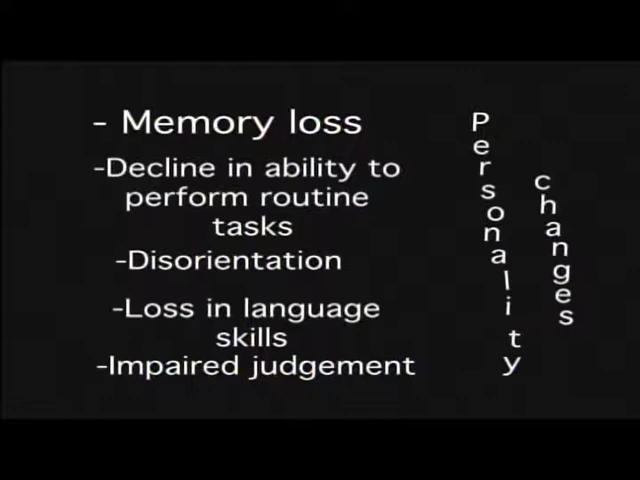 - Memory loss
-Decline in ability to
perform routine
tasks
-Disorientation
-Loss in language
skills
-Impaired judgement
Personality
changes